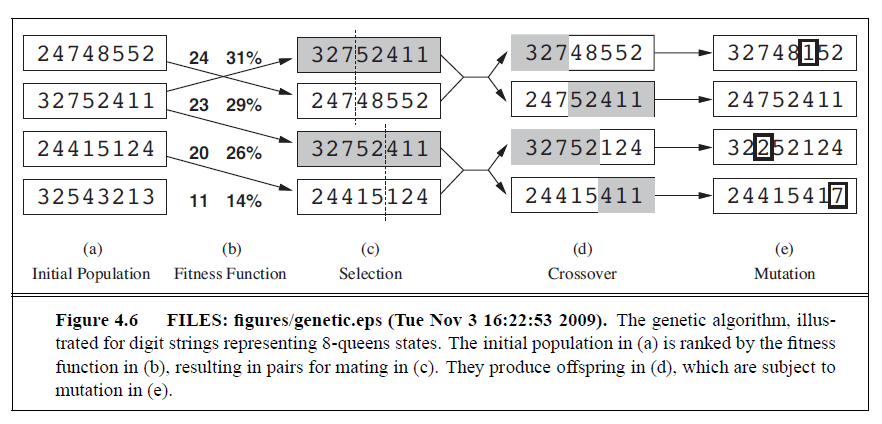 24748552 24 31% 32752411 32748552 32748152
32752411 23 29% 24748552 24752411 24752411
24415124 20 26% 32752411 32752124 32252124
32543213 11 14% 24415124 24415411 24415417
(a) (b) (c) (d) (e)
Initial Population Fitness Function Selection Crossover Mutation
Figure 4.6 FILES: figures/genetic.eps (Tue Nov 3 16:22:53 2009). The genetic algorithm, illus-
trated for digit strings representing 8-queens states. The initial population in (a) is ranked by the fitness
function in (b), resulting in pairs for mating in (c). They produce offspring in (d), which are subject to
mutation in (e).